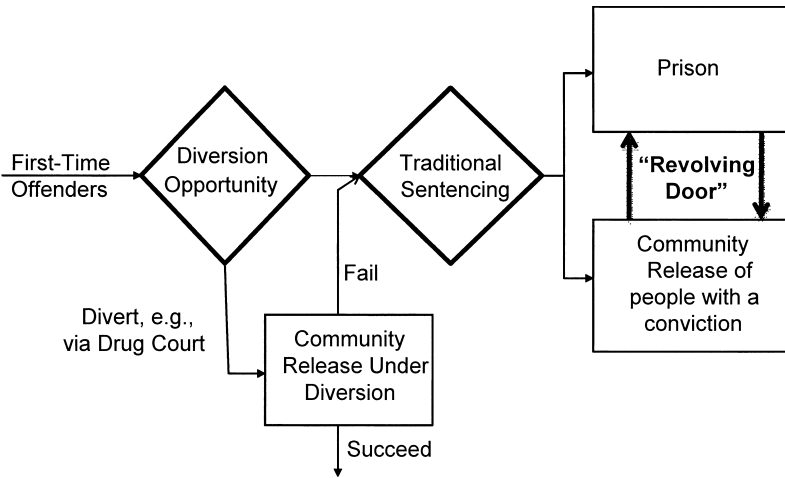 First-Time
Offenders
Diversion
Opportunity
Divert, e.g.,
via Drug Court
Community
Release Under
Diversion
Fail
Succeed
Traditional
Sentencing
Prison
“Revolving
Door”
Community
Release of
people with a
conviction